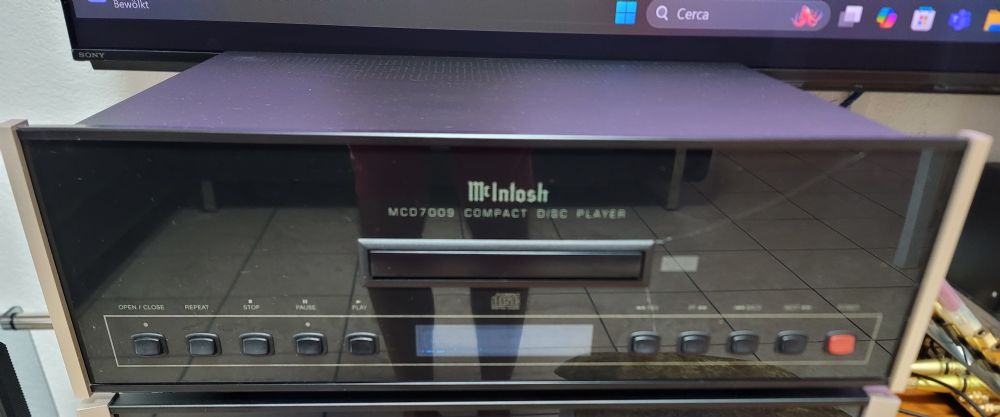 Bewölkt
Cerca
SONY
McIntosh
MCD7009 COMPACT DISC PLAYER
OPEN / CLOSE REPEAT STOP PAUSE PLAY